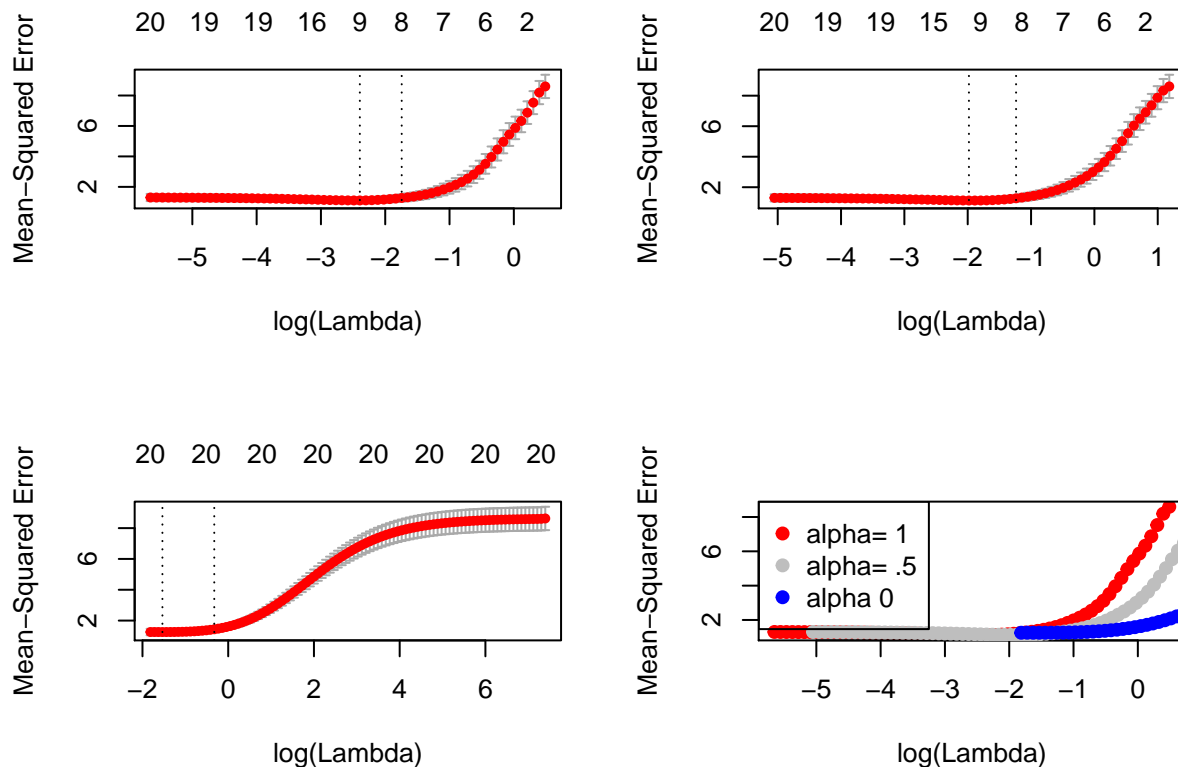 20 19 19 16 9 8 7 6 2
Mean−Squared Error
2 6
−5 −4 −3 −2 −1 0
log(Lambda)
20 19 19 15 9 8 7 6 2
Mean−Squared Error
2 6
−5 −4 −3 −2 −1 0 1
log(Lambda)
20 20 20 20 20 20 20 20
Mean−Squared Error
2 6
−2 0 2 4 6
log(Lambda)
Mean−Squared Error
2 6
alpha= 1
alpha= .5
alpha 0
−5 −4 −3 −2 −1 0
log(Lambda)